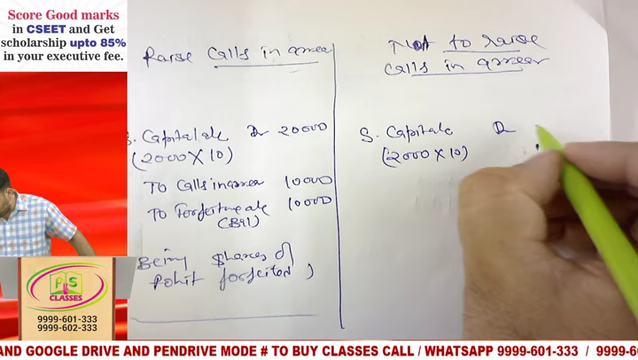 Score Good marks
in CSEET and Get
scholarship upto 85%
in your executive fee.
Raise Calls in arrear
S. Capital a/c Dr 20000
(2000 X 10)
To Calls in arrear 10000
To Forfeiture a/c 10000
(Bal)
Being shares of
Rohit forfeited )
Not to raise
Calls in arrear
S. Capital a/c Dr
(2000 X 10)
CLASSES
9999-601-333
9999-602-333
AND GOOGLE DRIVE AND PENDRIVE MODE # TO BUY CLASSES CALL / WHATSAPP 9999-601-333 / 9999-6